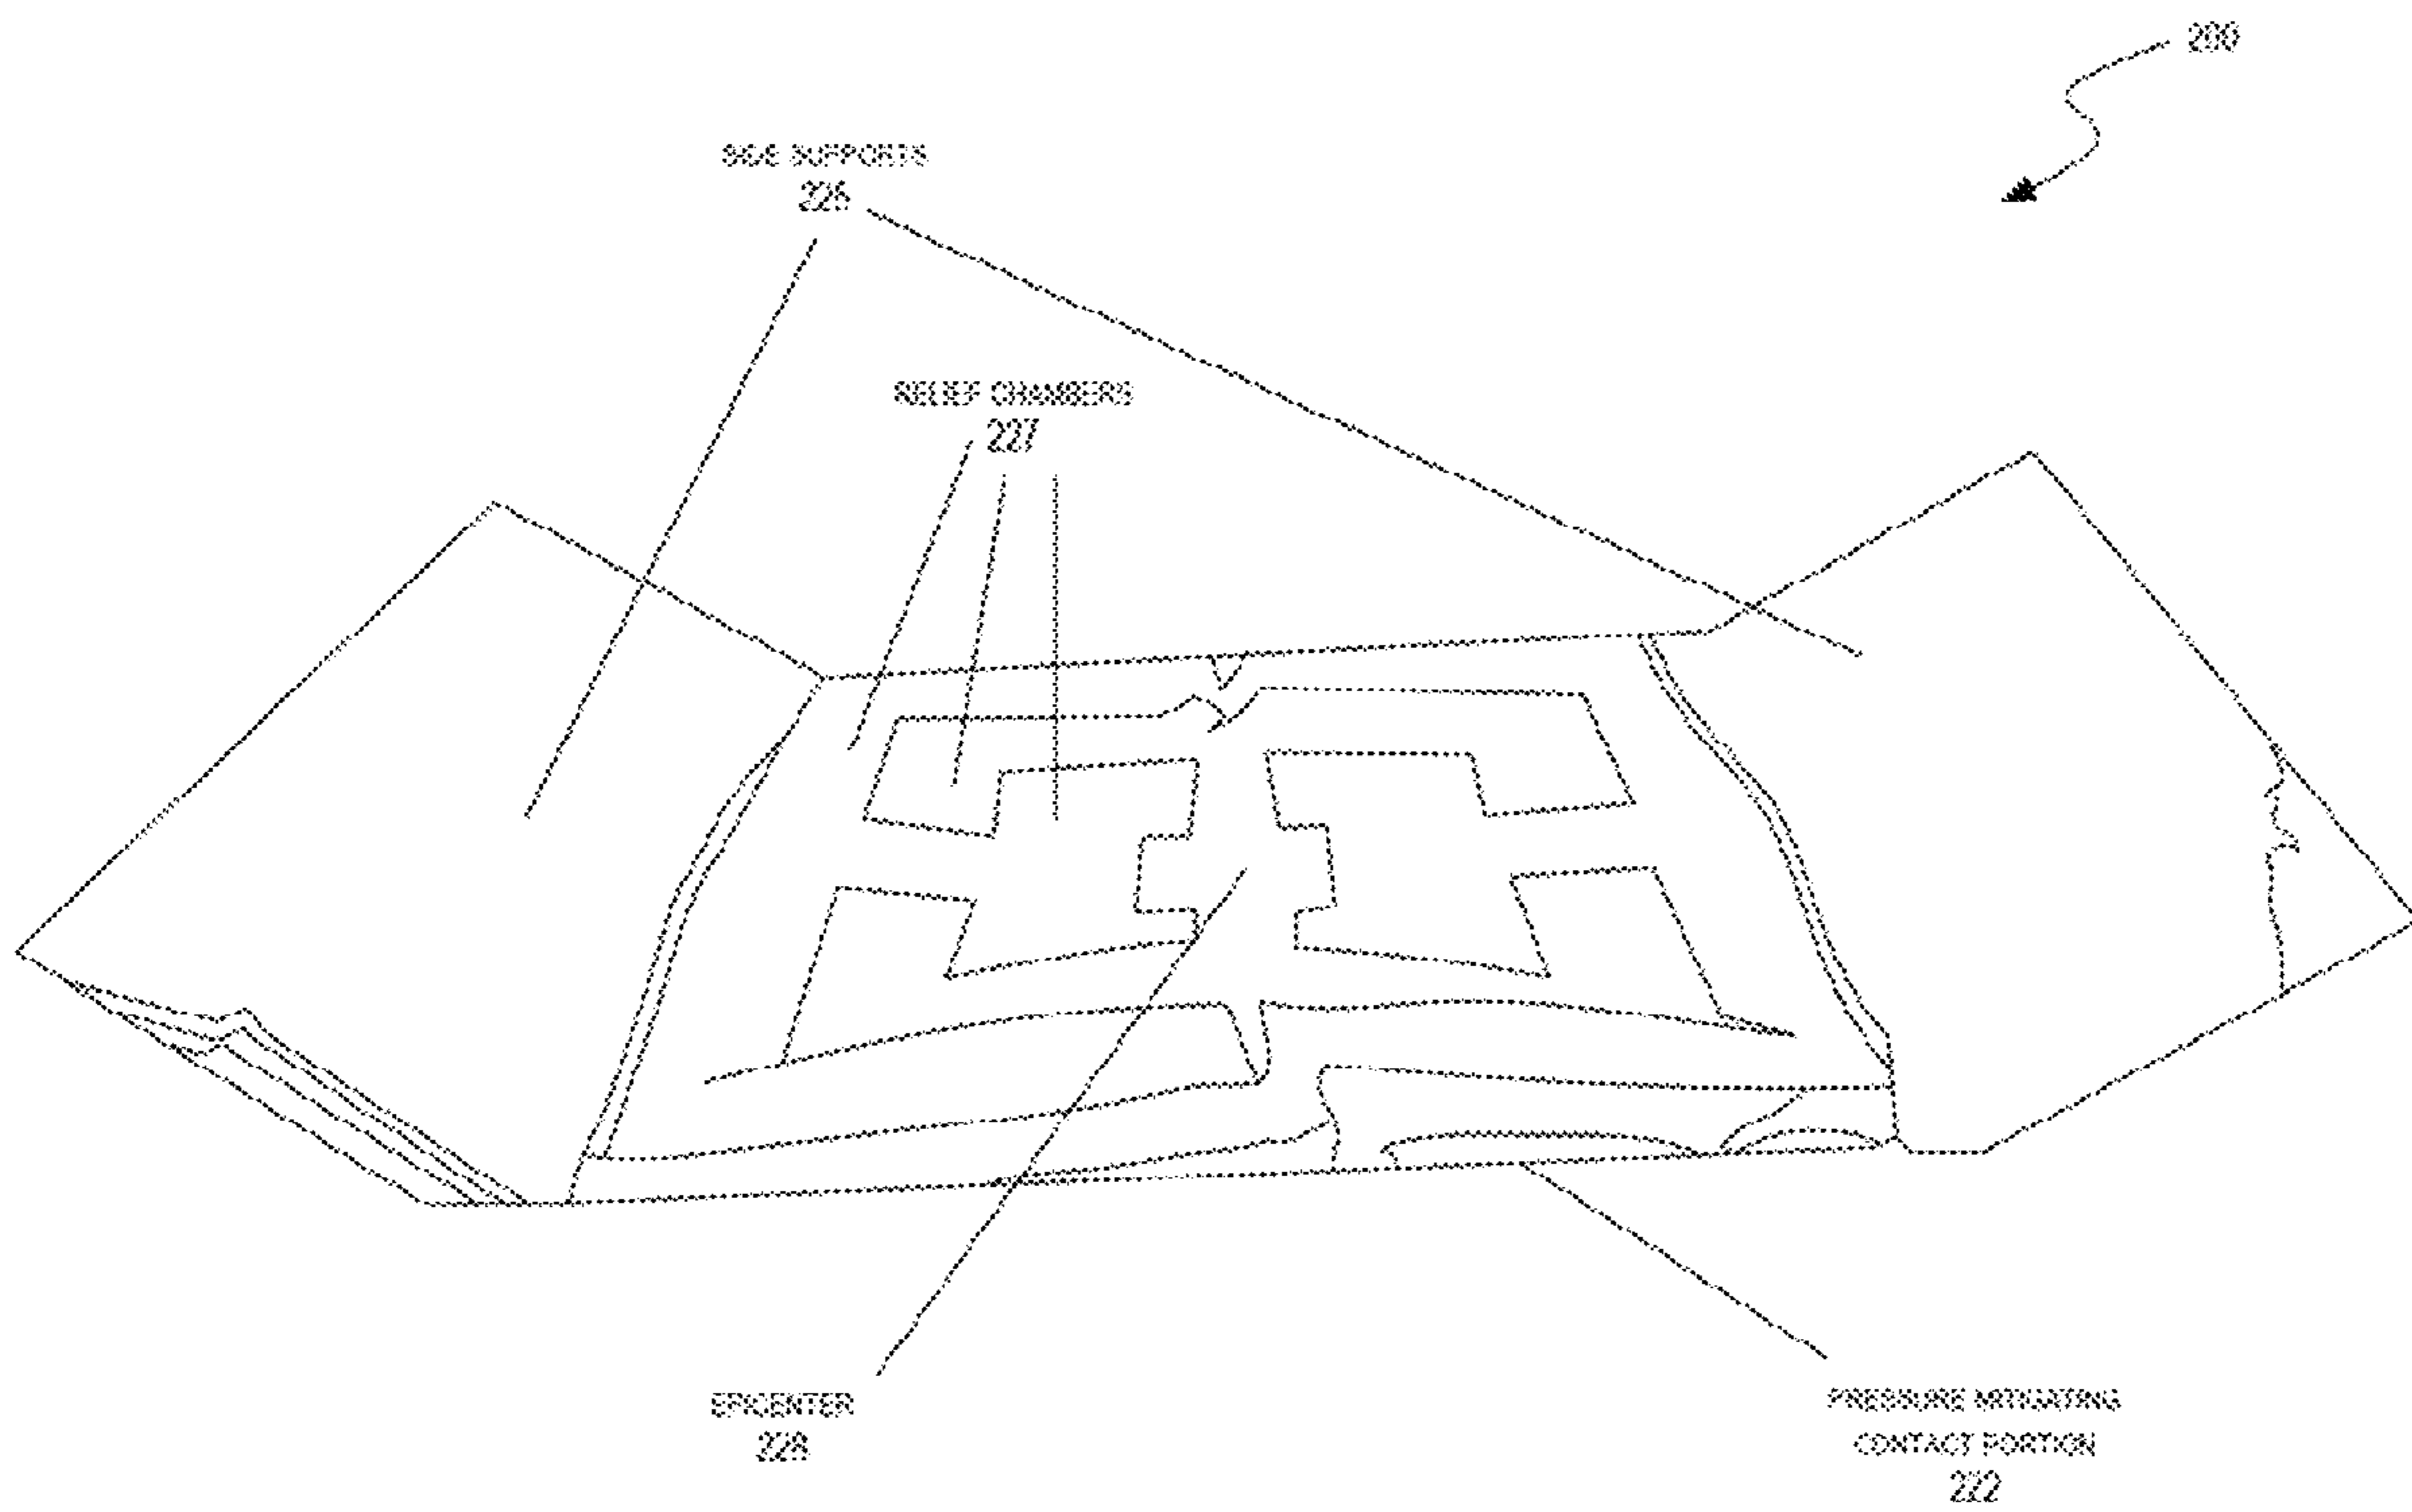 200
SIDE SUPPORTS
226
RELIEF CHAMBERS
227
EPICENTER
228
PRESSURE MITIGATING
CONTACT PORTION
222